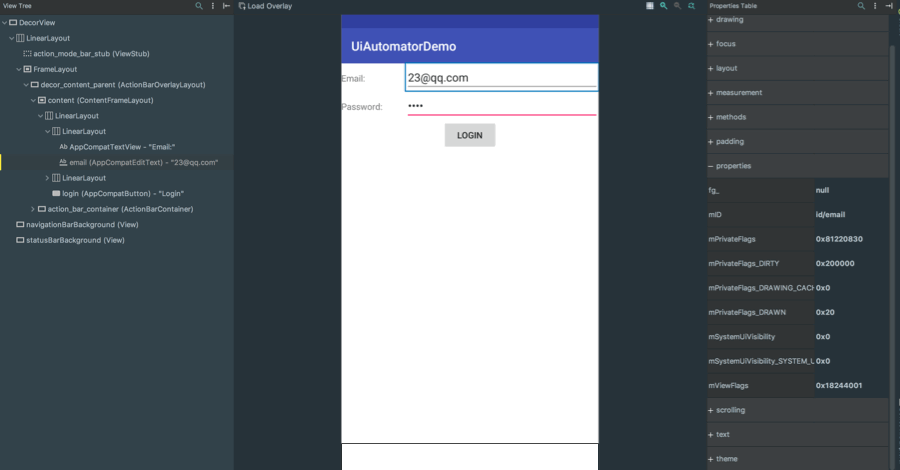 View Tree
DecorView
LinearLayout
action_mode_bar_stub (ViewStub)
FrameLayout
decor_content_parent (ActionBarOverlayLayout)
content (ContentFrameLayout)
LinearLayout
LinearLayout
Ab AppCompatTextView - "Email:"
Ab email (AppCompatEditText) - "23@qq.com"
LinearLayout
login (AppCompatButton) - "Login"
action_bar_container (ActionBarContainer)
navigationBarBackground (View)
statusBarBackground (View)
Load Overlay
UiAutomatorDemo
Email: 23@qq.com
Password: ••••
LOGIN
Properties Table
+ drawing
+ focus
+ layout
+ measurement
+ methods
+ padding
− properties
fg_ null
mID id/email
mPrivateFlags 0x81220830
mPrivateFlags_DIRTY 0x200000
mPrivateFlags_DRAWING_CACH 0x0
mPrivateFlags_DRAWN 0x20
mSystemUiVisibility 0x0
mSystemUiVisibility_SYSTEM_U 0x0
mViewFlags 0x18244001
+ scrolling
+ text
+ theme